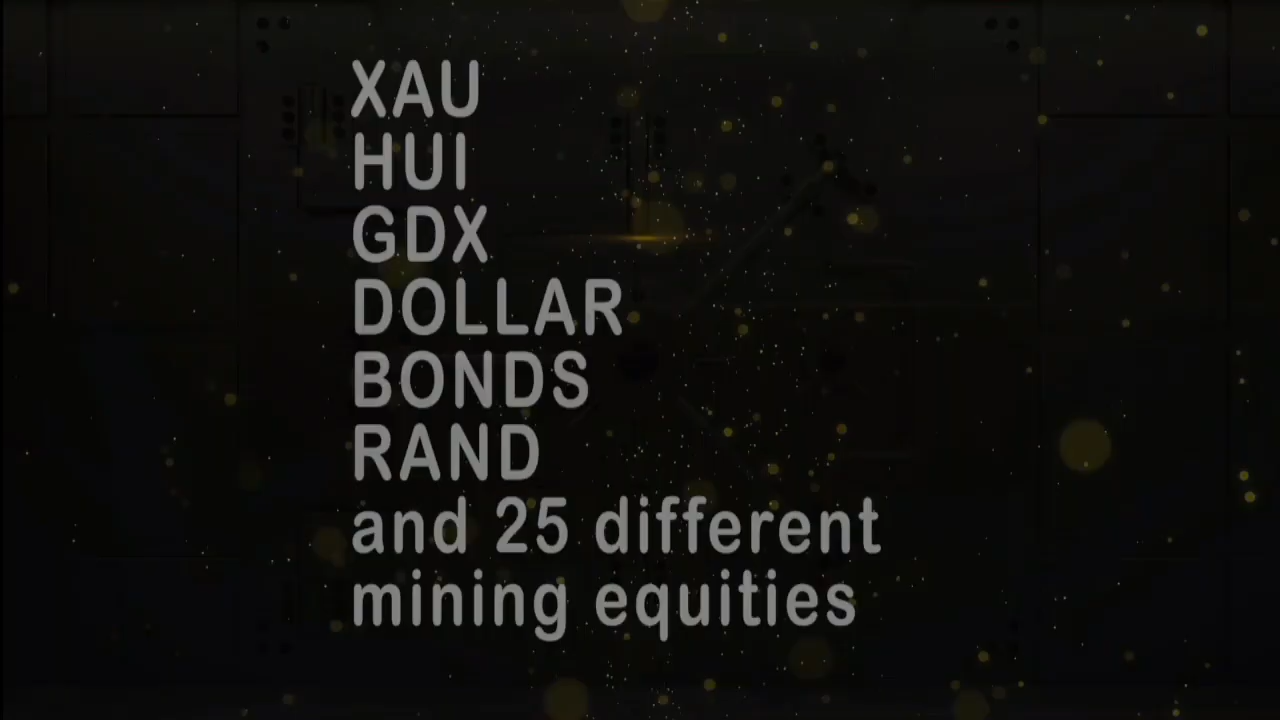 XAU
HUI
GDX
DOLLAR
BONDS
RAND
and 25 different
mining equities